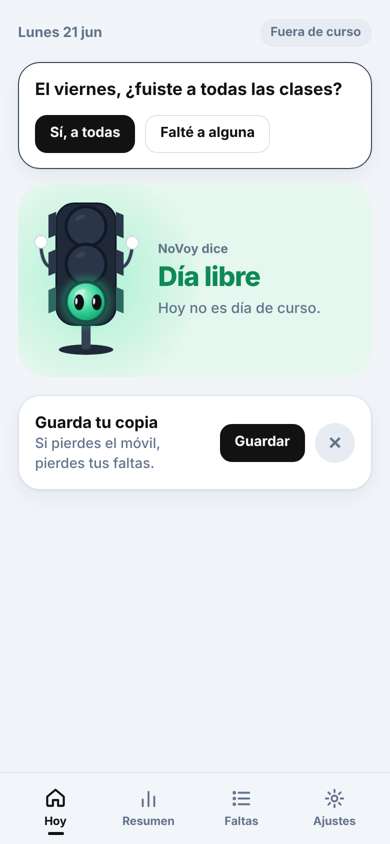 Lunes 21 jun
Fuera de curso
El viernes, ¿fuiste a todas las clases?
Sí, a todas
Falté a alguna
NoVoy dice
Día libre
Hoy no es día de curso.
Guarda tu copia
Si pierdes el móvil,
pierdes tus faltas.
Guardar
Hoy
Resumen
Faltas
Ajustes